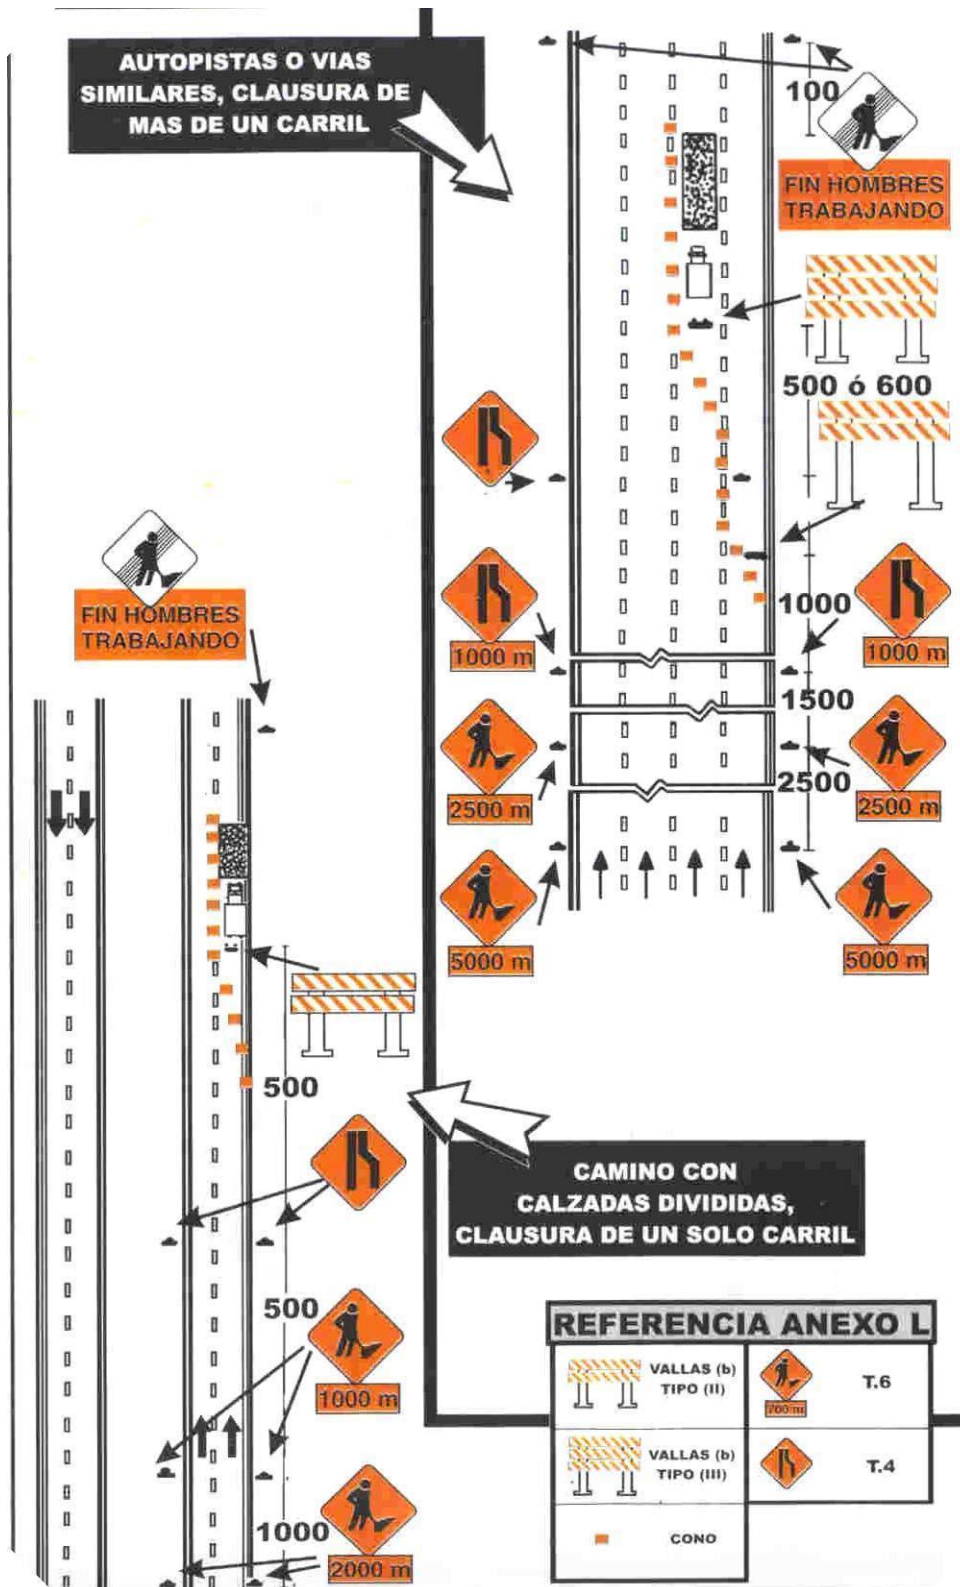 AUTOPISTAS O VIAS
SIMILARES, CLAUSURA DE
MAS DE UN CARRIL
100
FIN HOMBRES
TRABAJANDO
500 ó 600
1000
1000 m
1000 m
1500
2500 m
2500 m
2500
5000 m
5000 m
FIN HOMBRES
TRABAJANDO
500
500
1000 m
1000
2000 m
CAMINO CON
CALZADAS DIVIDIDAS,
CLAUSURA DE UN SOLO CARRIL
REFERENCIA ANEXO L
VALLAS (b)
TIPO (II)
700 m
T.6
VALLAS (b)
TIPO (III)
T.4
CONO